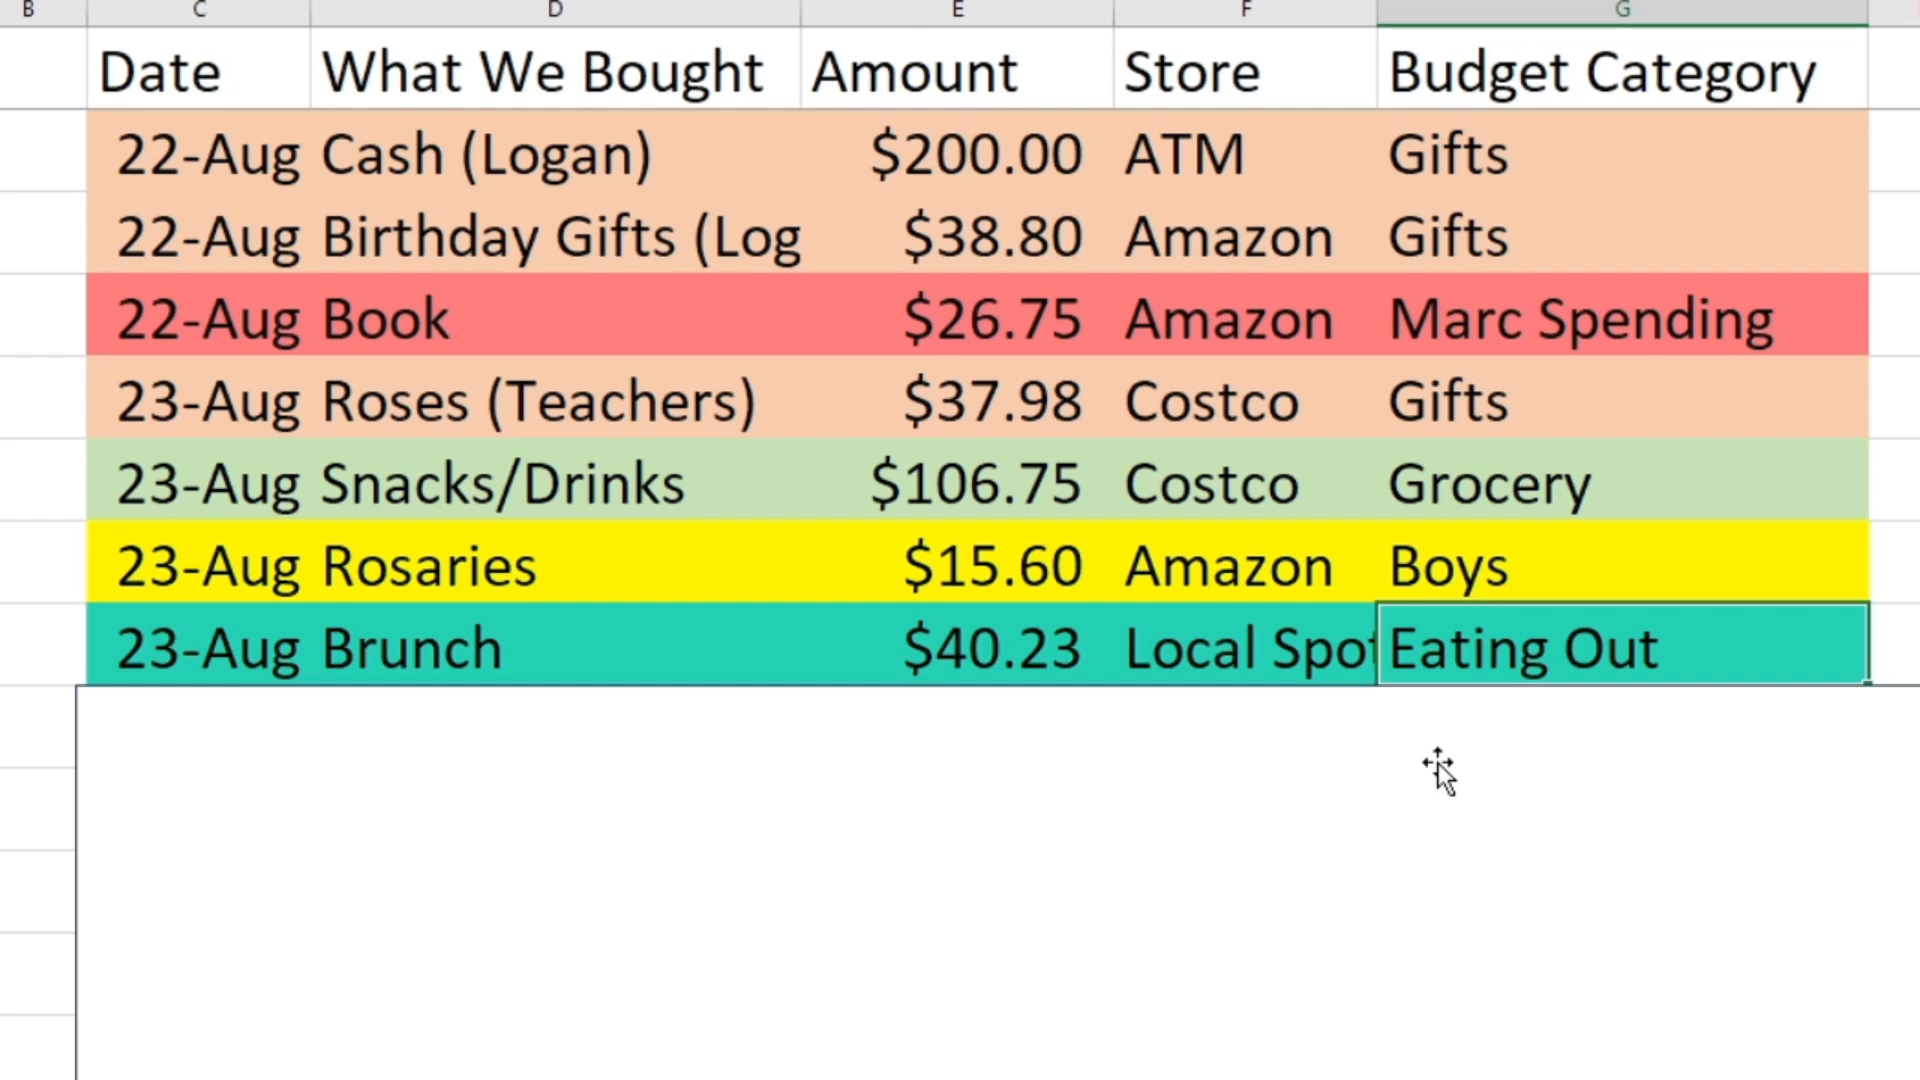 B C D E F G
Date What We Bought Amount Store Budget Category
22-Aug Cash (Logan) $200.00 ATM Gifts
22-Aug Birthday Gifts (Log $38.80 Amazon Gifts
22-Aug Book $26.75 Amazon Marc Spending
23-Aug Roses (Teachers) $37.98 Costco Gifts
23-Aug Snacks/Drinks $106.75 Costco Grocery
23-Aug Rosaries $15.60 Amazon Boys
23-Aug Brunch $40.23 Local Spot Eating Out